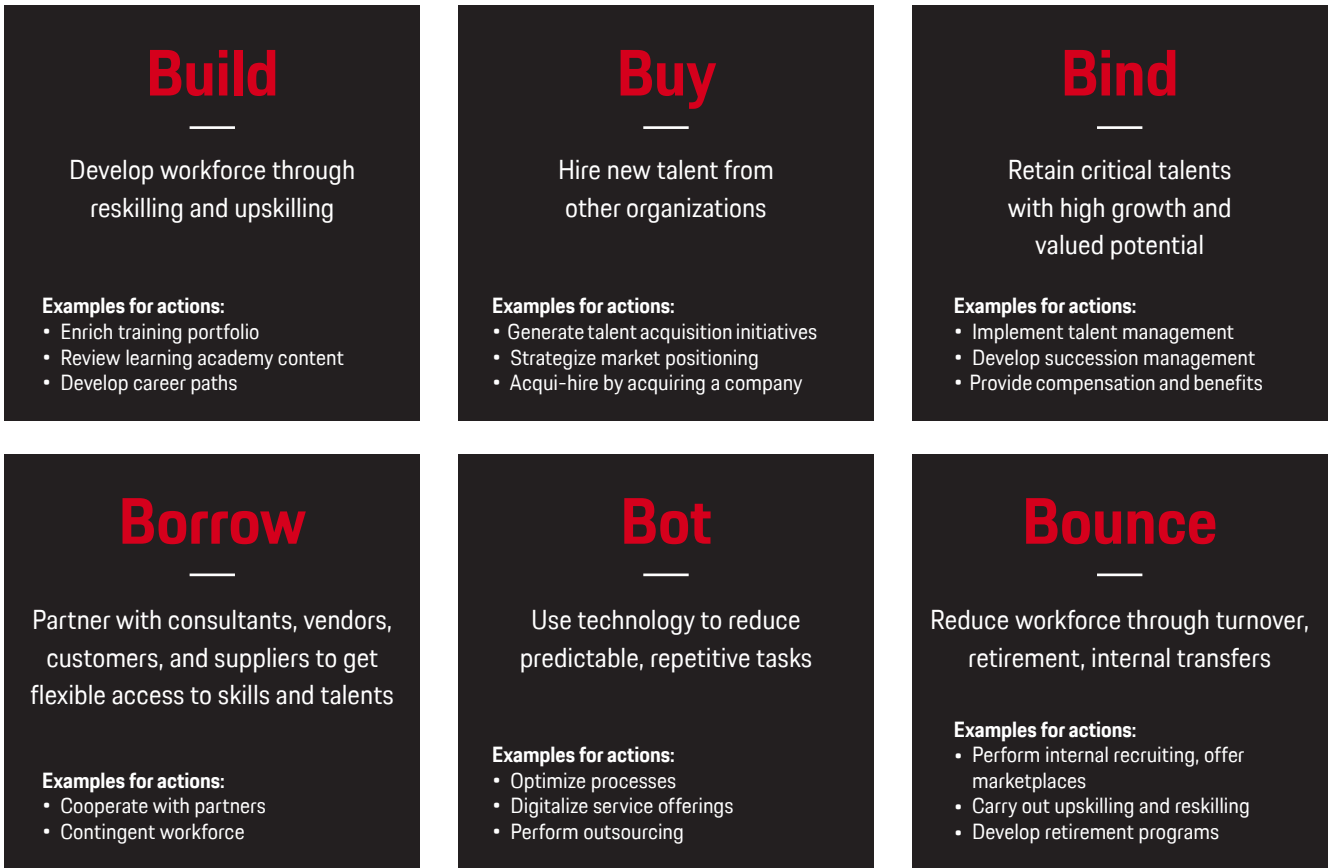 Build
Develop workforce through
reskilling and upskilling
Examples for actions:
• Enrich training portfolio
• Review learning academy content
• Develop career paths
Buy
Hire new talent from
other organizations
Examples for actions:
• Generate talent acquisition initiatives
• Strategize market positioning
• Acqui-hire by acquiring a company
Bind
Retain critical talents
with high growth and
valued potential
Examples for actions:
• Implement talent management
• Develop succession management
• Provide compensation and benefits
Borrow
Partner with consultants, vendors,
customers, and suppliers to get
flexible access to skills and talents
Examples for actions:
• Cooperate with partners
• Contingent workforce
Bot
Use technology to reduce
predictable, repetitive tasks
Examples for actions:
• Optimize processes
• Digitalize service offerings
• Perform outsourcing
Bounce
Reduce workforce through turnover,
retirement, internal transfers
Examples for actions:
• Perform internal recruiting, offer
marketplaces
• Carry out upskilling and reskilling
• Develop retirement programs